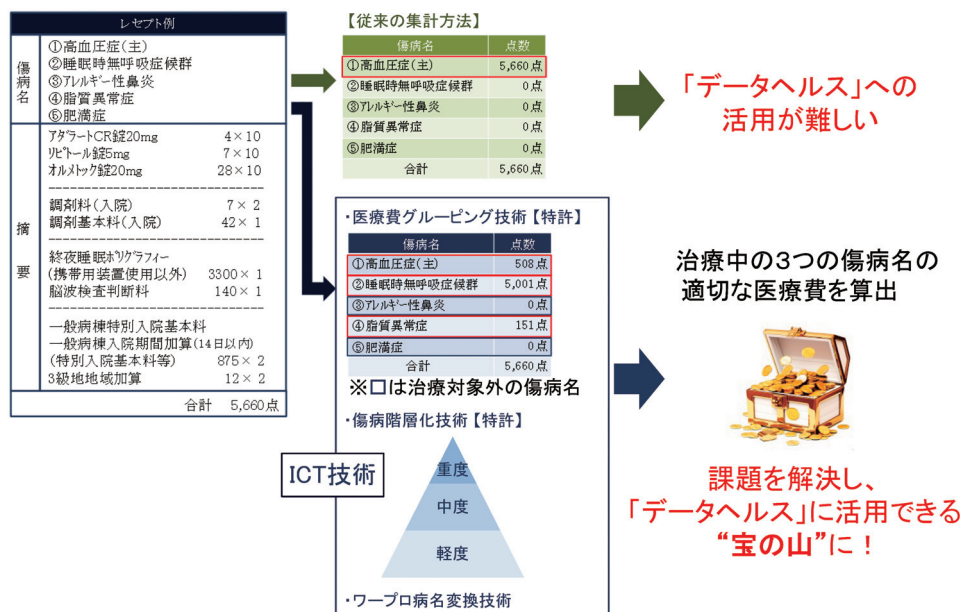 レセプト例
傷病名
①高血圧症(主)
②睡眠時無呼吸症候群
③アレルギー性鼻炎
④脂質異常症
⑤肥満症
摘要
アダラートCR錠20mg 4×10
リピトール錠5mg 7×10
オルメテック錠20mg 28×10
調剤料(入院) 7×2
調剤基本料(入院) 42×1
終夜睡眠ポリグラフィー
(携帯用装置使用以外) 3300×1
脳波検査判断料 140×1
一般病棟特別入院基本料
一般病棟入院期間加算(14日以内)
(特別入院基本料等) 875×2
3級地地域加算 12×2
合計 5,660点
【従来の集計方法】
傷病名 点数
①高血圧症(主) 5,660点
②睡眠時無呼吸症候群 0点
③アレルギー性鼻炎 0点
④脂質異常症 0点
⑤肥満症 0点
合計 5,660点
「データヘルス」への
活用が難しい
・医療費グルーピング技術【特許】
傷病名 点数
①高血圧症(主) 508点
②睡眠時無呼吸症候群 5,001点
③アレルギー性鼻炎 0点
④脂質異常症 151点
⑤肥満症 0点
合計 5,660点
※□は治療対象外の傷病名
・傷病階層化技術【特許】
ICT技術
重度
中度
軽度
・ワープロ病名変換技術
治療中の3つの傷病名の
適切な医療費を算出
課題を解決し、
「データヘルス」に活用できる
“宝の山”に！